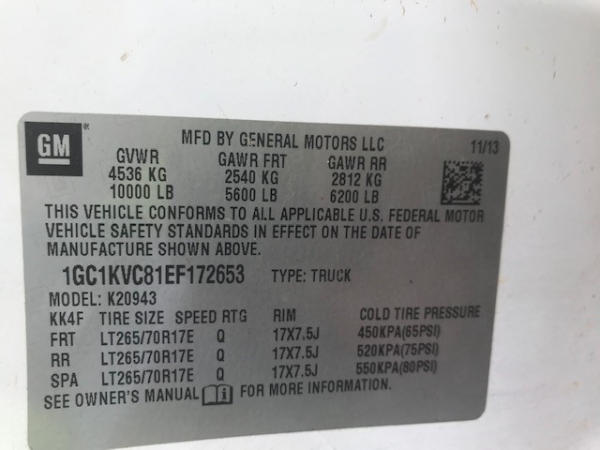 GM
MFD BY GENERAL MOTORS LLC 11/13
GVWR GAWR FRT GAWR RR
4536 KG 2540 KG 2812 KG
10000 LB 5600 LB 6200 LB
THIS VEHICLE CONFORMS TO ALL APPLICABLE U.S. FEDERAL MOTOR
VEHICLE SAFETY STANDARDS IN EFFECT ON THE DATE OF
MANUFACTURE SHOWN ABOVE.
1GC1KVC81EF172653 TYPE: TRUCK
MODEL: K20943
KK4F TIRE SIZE SPEED RTG RIM COLD TIRE PRESSURE
FRT LT265/70R17E Q 17X7.5J 450KPA(65PSI)
RR LT265/70R17E Q 17X7.5J 520KPA(75PSI)
SPA LT265/70R17E Q 17X7.5J 550KPA(80PSI)
SEE OWNER'S MANUAL i FOR MORE INFORMATION.